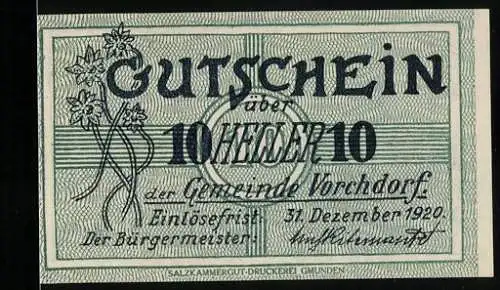 GUTSCHEIN
über
10 HELLER 10
der Gemeinde Vorchdorf.
Einlösefrist: 31. Dezember 1920.
Der Bürgermeister:
SALZKAMMERGUT-DRUCKEREI GMUNDEN